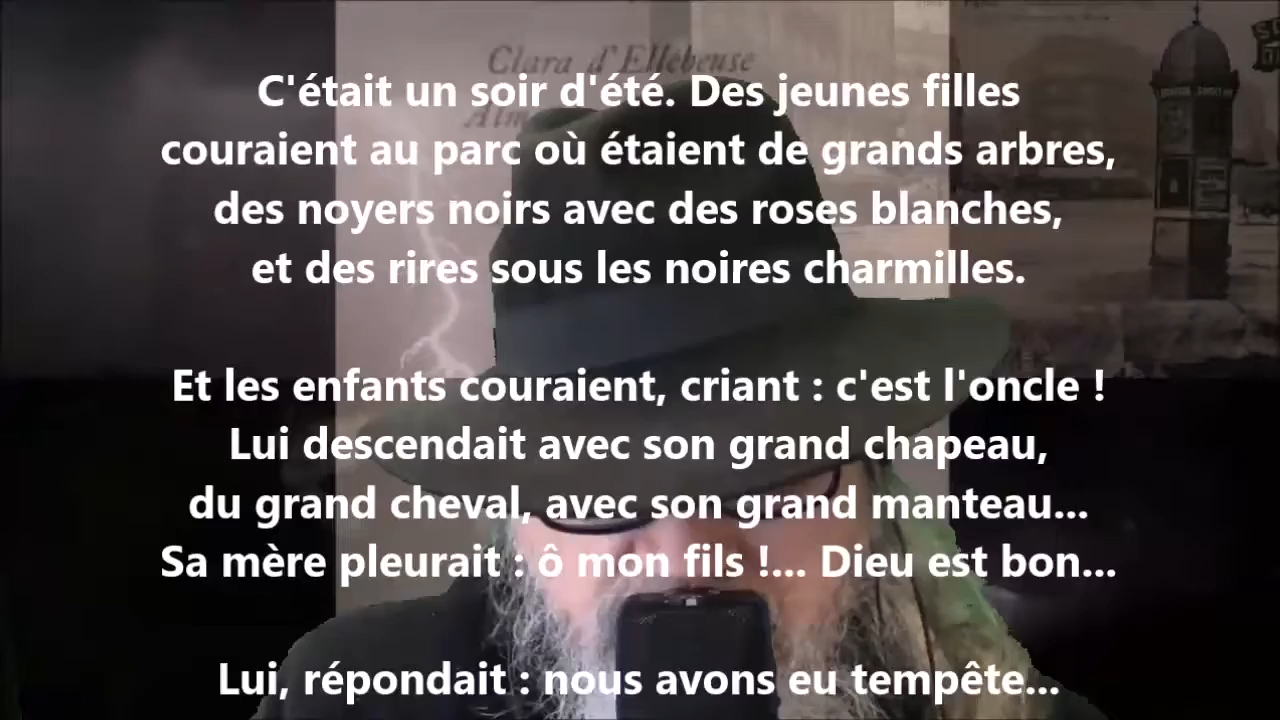 Clara d'Ellébeuse
C'était un soir d'été. Des jeunes filles
couraient au parc où étaient de grands arbres,
des noyers noirs avec des roses blanches,
et des rires sous les noires charmilles.
Et les enfants couraient, criant : c'est l'oncle !
Lui descendait avec son grand chapeau,
du grand cheval, avec son grand manteau...
Sa mère pleurait : ô mon fils !... Dieu est bon...
Lui, répondait : nous avons eu tempête...